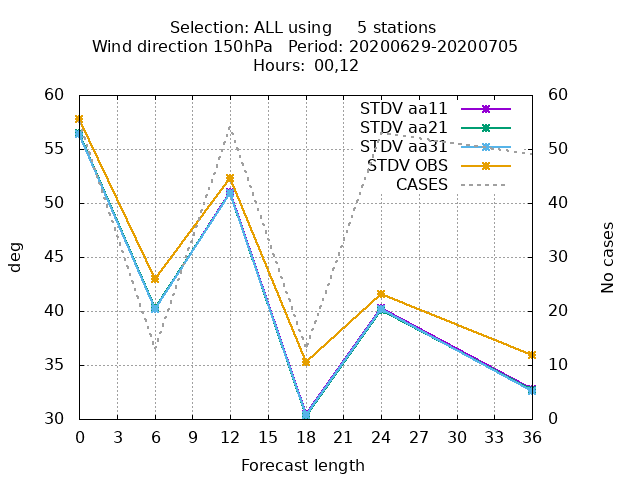 Selection: ALL using     5 stations
Wind direction 150hPa   Period: 20200629-20200705
Hours:  00,12
60
55
50
45
40
35
30
deg
STDV aa11
STDV aa21
STDV aa31
STDV OBS
CASES
60
50
40
30
20
10
0
No cases
0 3 6 9 12 15 18 21 24 27 30 33 36
Forecast length